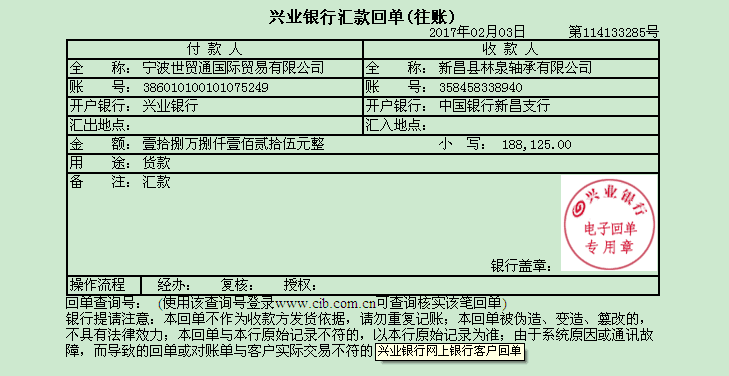 兴业银行汇款回单(往账)
2017年02月03日 第114133285号
付 款 人 收 款 人
全 称: 宁波世贸通国际贸易有限公司 全 称: 新昌县林泉轴承有限公司
账 号: 386010100101075249 账 号: 358458338940
开户银行: 兴业银行 开户银行: 中国银行新昌支行
汇出地点: 汇入地点:
金 额: 壹拾捌万捌仟壹佰贰拾伍元整 小 写: 188,125.00
用 途: 货款
备 注: 汇款
兴业银行
电子回单
专用章
银行盖章:
操作流程 经办: 复核: 授权:
回单查询号: (使用该查询号登录www.cib.com.cn可查询核实该笔回单)
银行提请注意: 本回单不作为收款方发货依据, 请勿重复记账; 本回单被伪造、变造、篡改的,
不具有法律效力; 本回单与本行原始记录不符的, 以本行原始记录为准; 由于系统原因或通讯故
障, 而导致的回单或对账单与客户实际交易不符的
兴业银行网上银行客户回单